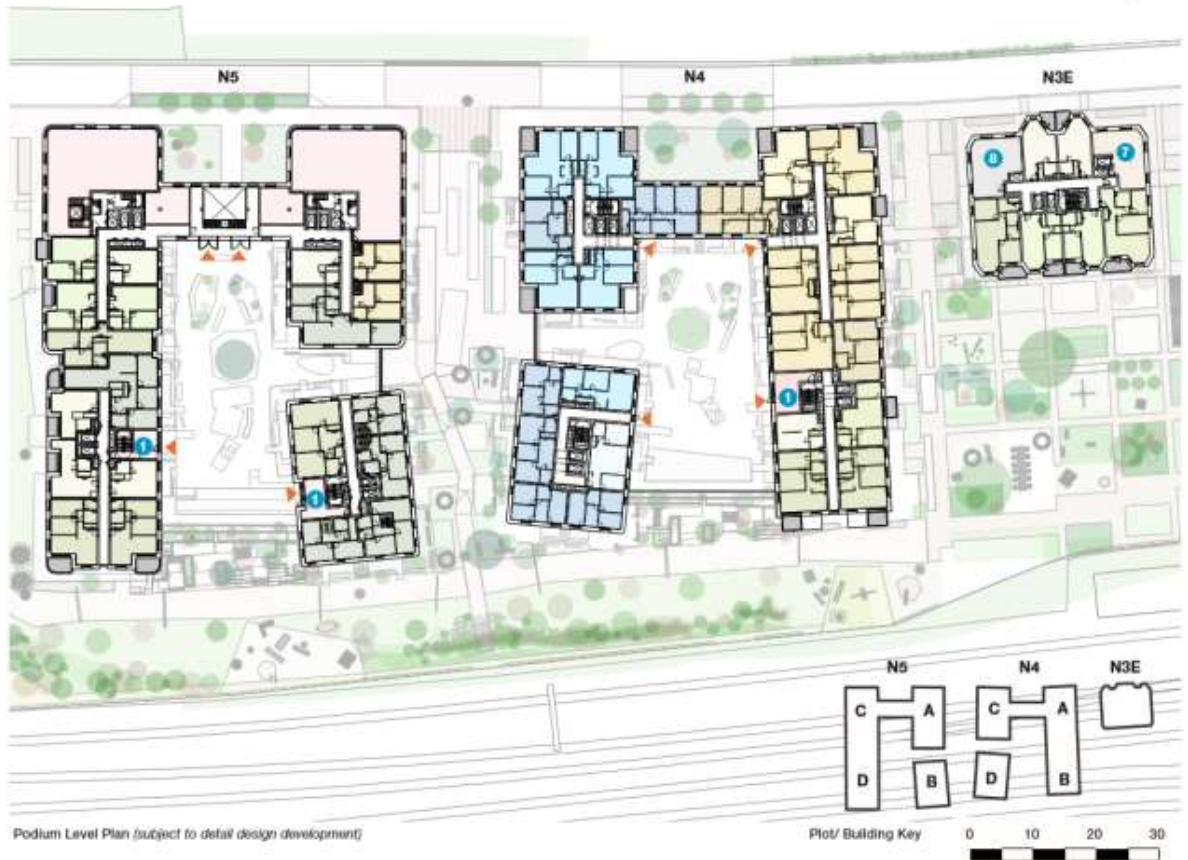 N5 N4 N3E
8 7
1 1
1
N5 N4 N3E
C A C A
D B D B
Podium Level Plan (subject to detail design development) Plot/ Building Key 0 10 20 30